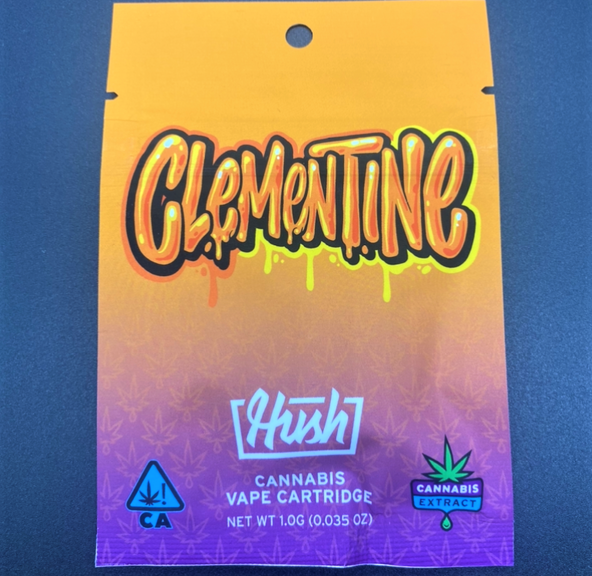 CLeMeNTiNe
Hush
CANNABIS
VAPE CARTRIDGE
NET WT 1.0G (0.035 OZ)
!
CA
CANNABIS
EXTRACT